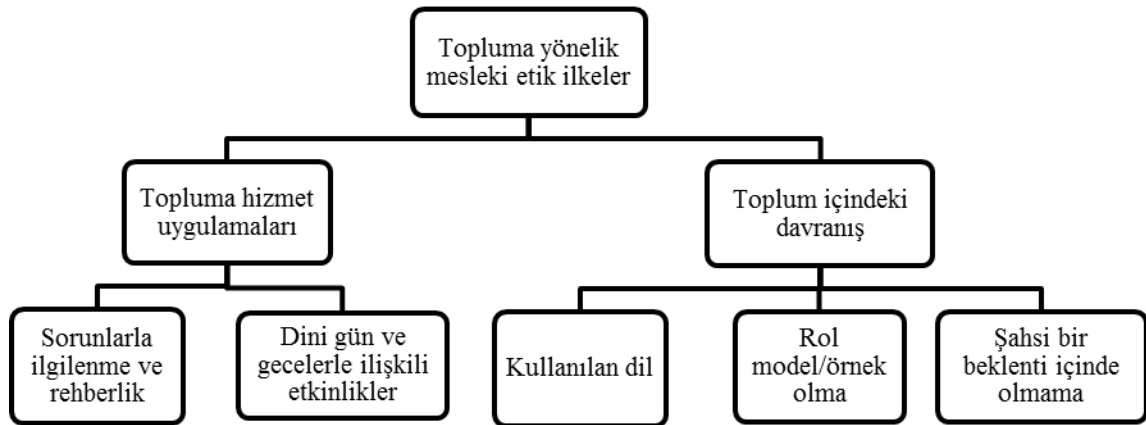 Topluma yönelik
mesleki etik ilkeler
Topluma hizmet
uygulamaları
Toplum içindeki
davranış
Sorunlarla
ilgilenme ve
rehberlik
Dini gün ve
gecelerle ilişkili
etkinlikler
Kullanılan dil
Rol
model/örnek
olma
Şahsi bir
beklenti içinde
olmama